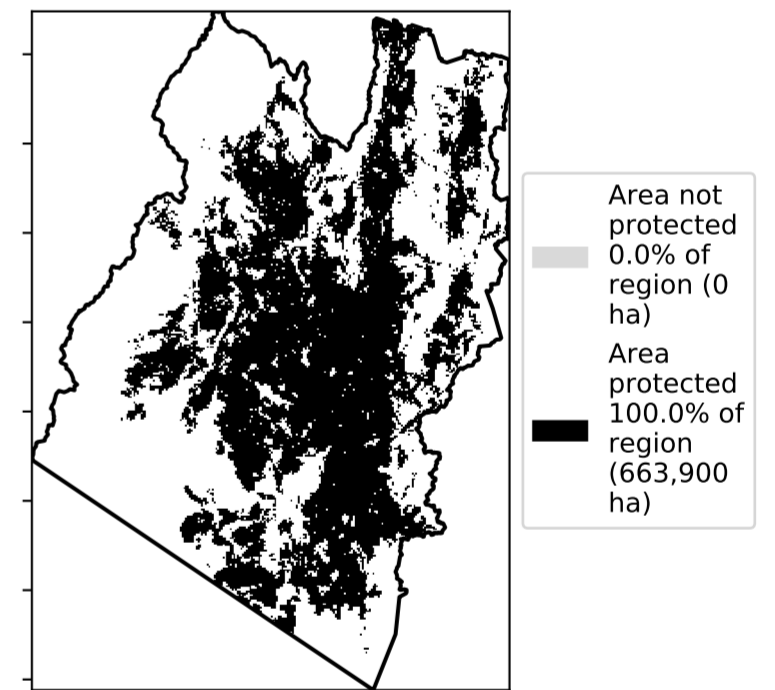 Area not
protected
0.0% of
region (0
ha)
Area
protected
100.0% of
region
(663,900
ha)